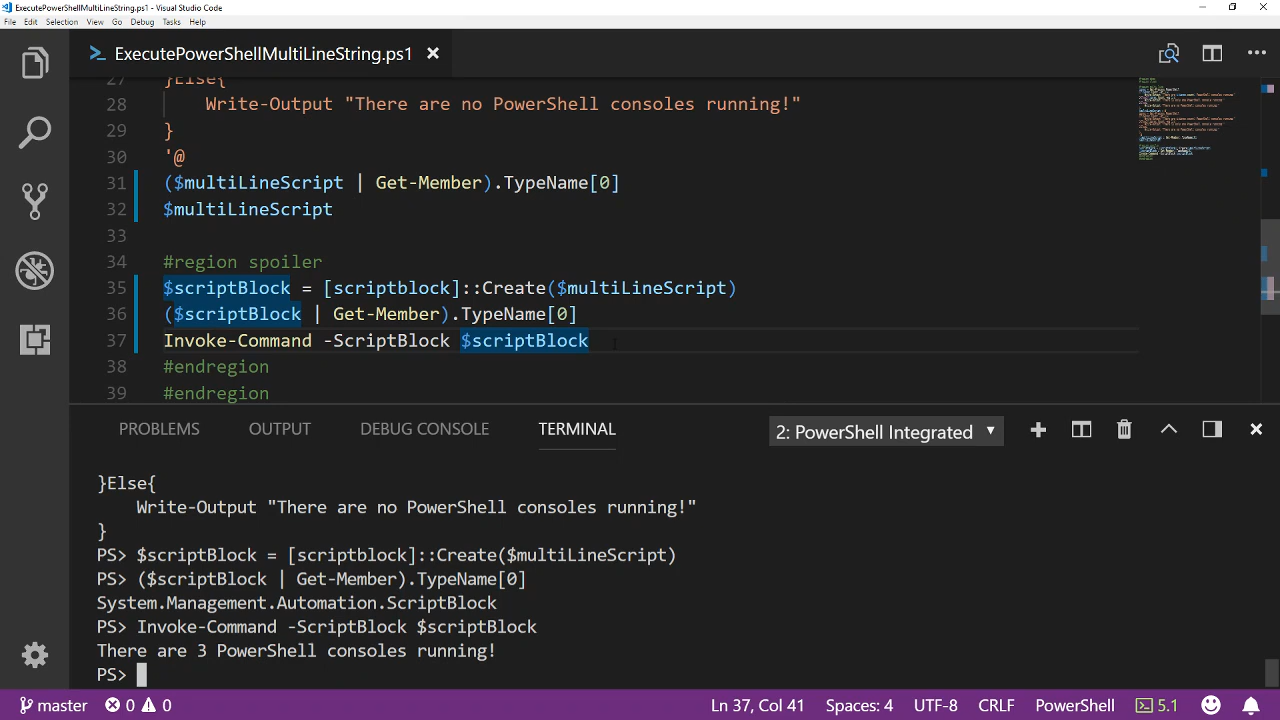 ExecutePowerShellMultiLineString.ps1 - Visual Studio Code
File Edit Selection View Go Debug Tasks Help
ExecutePowerShellMultiLineString.ps1
27 }Else{
28 Write-Output "There are no PowerShell consoles running!"
29 }
30 '@
31 ($multiLineScript | Get-Member).TypeName[0]
32 $multiLineScript
33
34 #region spoiler
35 $scriptBlock = [scriptblock]::Create($multiLineScript)
36 ($scriptBlock | Get-Member).TypeName[0]
37 Invoke-Command -ScriptBlock $scriptBlock
38 #endregion
39 #endregion
PROBLEMS OUTPUT DEBUG CONSOLE TERMINAL 2: PowerShell Integrated
}Else{
Write-Output "There are no PowerShell consoles running!"
}
PS> $scriptBlock = [scriptblock]::Create($multiLineScript)
PS> ($scriptBlock | Get-Member).TypeName[0]
System.Management.Automation.ScriptBlock
PS> Invoke-Command -ScriptBlock $scriptBlock
There are 3 PowerShell consoles running!
PS>
master 0 0 Ln 37, Col 41 Spaces: 4 UTF-8 CRLF PowerShell 5.1